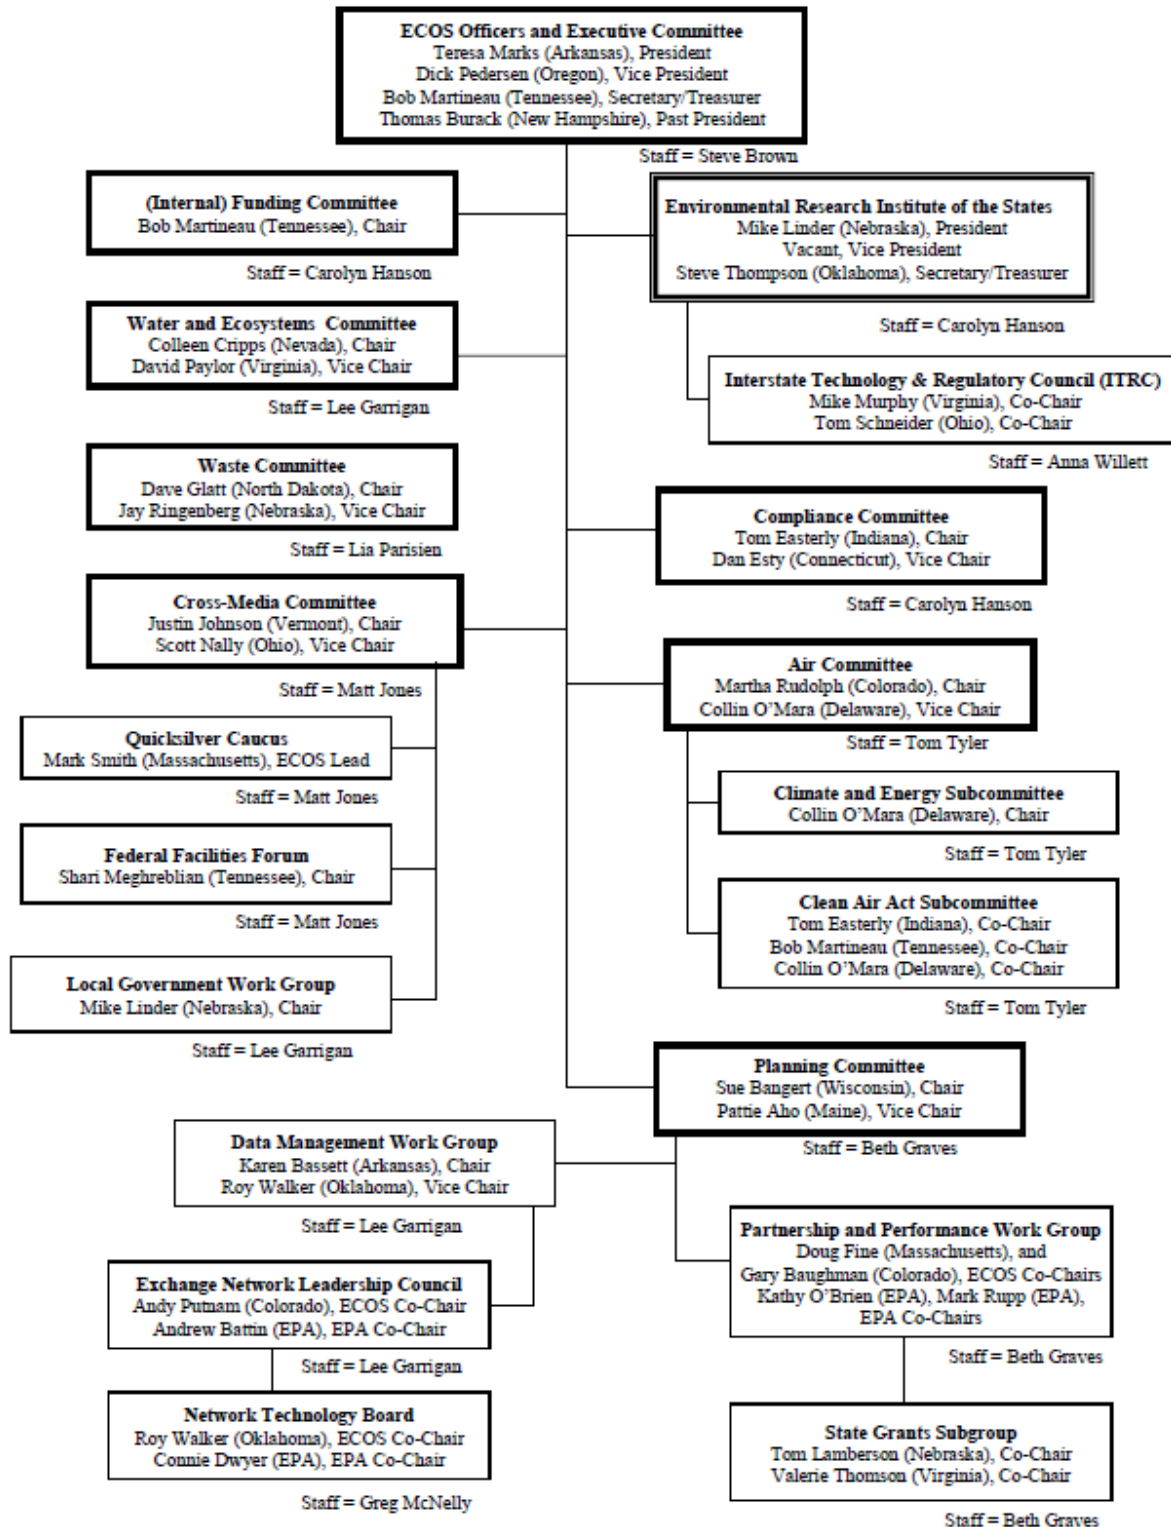 ECOS Officers and Executive Committee
Teresa Marks (Arkansas), President
Dick Pedersen (Oregon), Vice President
Bob Martineau (Tennessee), Secretary/Treasurer
Thomas Burack (New Hampshire), Past President
Staff = Steve Brown
(Internal) Funding Committee
Bob Martineau (Tennessee), Chair
Staff = Carolyn Hanson
Environmental Research Institute of the States
Mike Linder (Nebraska), President
Vacant, Vice President
Steve Thompson (Oklahoma), Secretary/Treasurer
Staff = Carolyn Hanson
Water and Ecosystems Committee
Colleen Cripps (Nevada), Chair
David Paylor (Virginia), Vice Chair
Staff = Lee Garrigan
Interstate Technology & Regulatory Council (ITRC)
Mike Murphy (Virginia), Co-Chair
Tom Schneider (Ohio), Co-Chair
Staff = Anna Willett
Waste Committee
Dave Glatt (North Dakota), Chair
Jay Ringenberg (Nebraska), Vice Chair
Staff = Lia Parisien
Compliance Committee
Tom Easterly (Indiana), Chair
Dan Esty (Connecticut), Vice Chair
Staff = Carolyn Hanson
Cross-Media Committee
Justin Johnson (Vermont), Chair
Scott Nally (Ohio), Vice Chair
Staff = Matt Jones
Air Committee
Martha Rudolph (Colorado), Chair
Collin O'Mara (Delaware), Vice Chair
Staff = Tom Tyler
Quicksilver Caucus
Mark Smith (Massachusetts), ECOS Lead
Staff = Matt Jones
Climate and Energy Subcommittee
Collin O'Mara (Delaware), Chair
Staff = Tom Tyler
Federal Facilities Forum
Shari Meghreblian (Tennessee), Chair
Staff = Matt Jones
Clean Air Act Subcommittee
Tom Easterly (Indiana), Co-Chair
Bob Martineau (Tennessee), Co-Chair
Collin O'Mara (Delaware), Co-Chair
Staff = Tom Tyler
Local Government Work Group
Mike Linder (Nebraska), Chair
Staff = Lee Garrigan
Planning Committee
Sue Bangert (Wisconsin), Chair
Pattie Aho (Maine), Vice Chair
Staff = Beth Graves
Data Management Work Group
Karen Bassett (Arkansas), Chair
Roy Walker (Oklahoma), Vice Chair
Staff = Lee Garrigan
Partnership and Performance Work Group
Doug Fine (Massachusetts), and
Gary Baughman (Colorado), ECOS Co-Chairs
Kathy O'Brien (EPA), Mark Rupp (EPA),
EPA Co-Chairs
Staff = Beth Graves
Exchange Network Leadership Council
Andy Putnam (Colorado), ECOS Co-Chair
Andrew Battin (EPA), EPA Co-Chair
Staff = Lee Garrigan
Network Technology Board
Roy Walker (Oklahoma), ECOS Co-Chair
Connie Dwyer (EPA), EPA Co-Chair
Staff = Greg McNelly
State Grants Subgroup
Tom Lamberson (Nebraska), Co-Chair
Valerie Thomson (Virginia), Co-Chair
Staff = Beth Graves